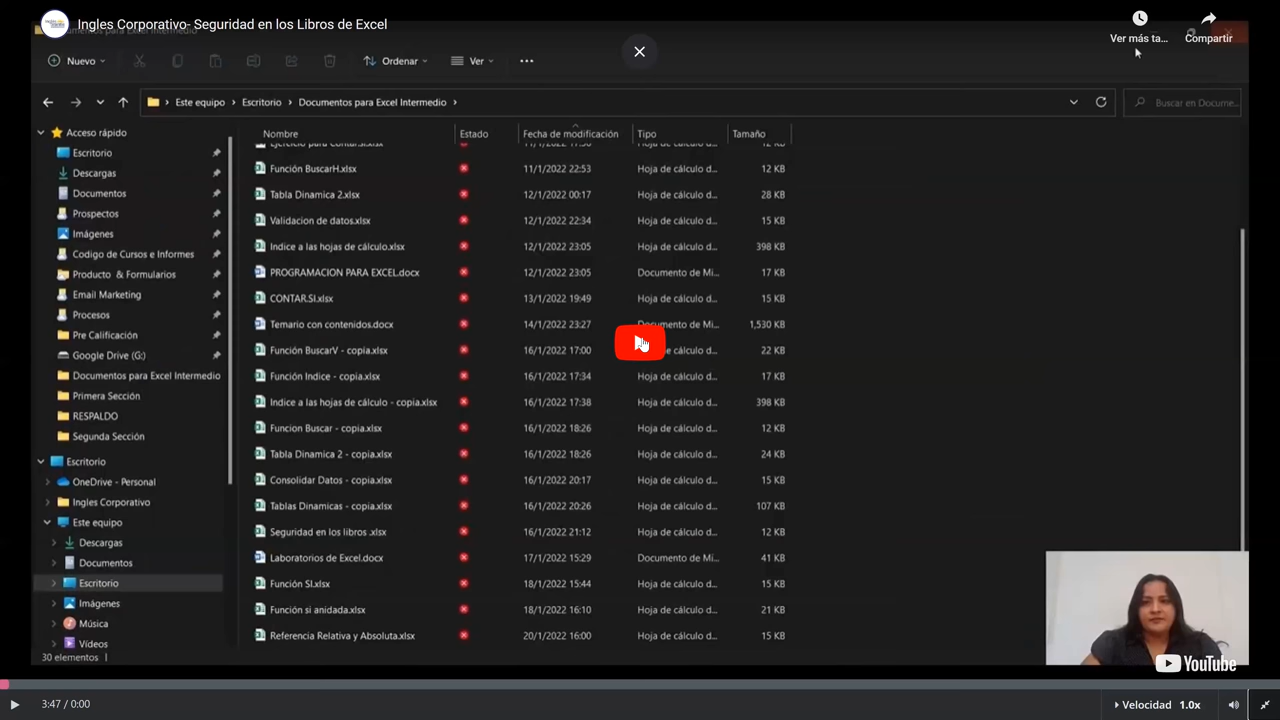 Ingles Corporativo- Seguridad en los Libros de Excel
Ver más ta...
Compartir
Nuevo
Ordenar
Ver
Este equipo
Escritorio
Documentos para Excel Intermedio
Buscar en Docume...
Nombre
Estado
Fecha de modificación
Tipo
Tamaño
Función BuscarH.xlsx 11/1/2022 22:53 Hoja de cálculo d... 12 KB
Tabla Dinamica 2.xlsx 12/1/2022 00:17 Hoja de cálculo d... 28 KB
Validacion de datos.xlsx 12/1/2022 22:34 Hoja de cálculo d... 15 KB
Indice a las hojas de cálculo.xlsx 12/1/2022 23:05 Hoja de cálculo d... 398 KB
PROGRAMACION PARA EXCEL.docx 12/1/2022 23:05 Documento de Mi... 17 KB
CONTAR.SI.xlsx 13/1/2022 19:49 Hoja de cálculo d... 15 KB
Temario con contenidos.docx 14/1/2022 23:27 Documento de Mi... 1,530 KB
Función BuscarV - copia.xlsx 16/1/2022 17:00 de cálculo d... 22 KB
Función Indice - copia.xlsx 16/1/2022 17:34 Hoja de cálculo d... 17 KB
Indice a las hojas de cálculo - copia.xlsx 16/1/2022 17:38 Hoja de cálculo d... 398 KB
Funcion Buscar - copia.xlsx 16/1/2022 18:26 Hoja de cálculo d... 12 KB
Tabla Dinamica 2 - copia.xlsx 16/1/2022 18:26 Hoja de cálculo d... 24 KB
Consolidar Datos - copia.xlsx 16/1/2022 20:17 Hoja de cálculo d... 15 KB
Tablas Dinamicas - copia.xlsx 16/1/2022 20:26 Hoja de cálculo d... 107 KB
Seguridad en los libros .xlsx 16/1/2022 21:12 Hoja de cálculo d... 12 KB
Laboratorios de Excel.docx 17/1/2022 15:29 Documento de Mi... 41 KB
Función SI.xlsx 18/1/2022 15:44 Hoja de cálculo d... 15 KB
Función si anidada.xlsx 18/1/2022 16:10 Hoja de cálculo d... 21 KB
Referencia Relativa y Absoluta.xlsx 20/1/2022 16:00 Hoja de cálculo d... 15 KB
Acceso rápido
Escritorio
Descargas
Documentos
Prospectos
Imágenes
Codigo de Cursos e Informes
Producto & Formularios
Email Marketing
Procesos
Pre Calificación
Google Drive (G:)
Documentos para Excel Intermedio
Primera Sección
RESPALDO
Segunda Sección
Escritorio
OneDrive - Personal
Ingles Corporativo
Este equipo
Descargas
Documentos
Escritorio
Imágenes
Música
Vídeos
30 elementos
YouTube
3:47 / 0:00
Velocidad 1.0x